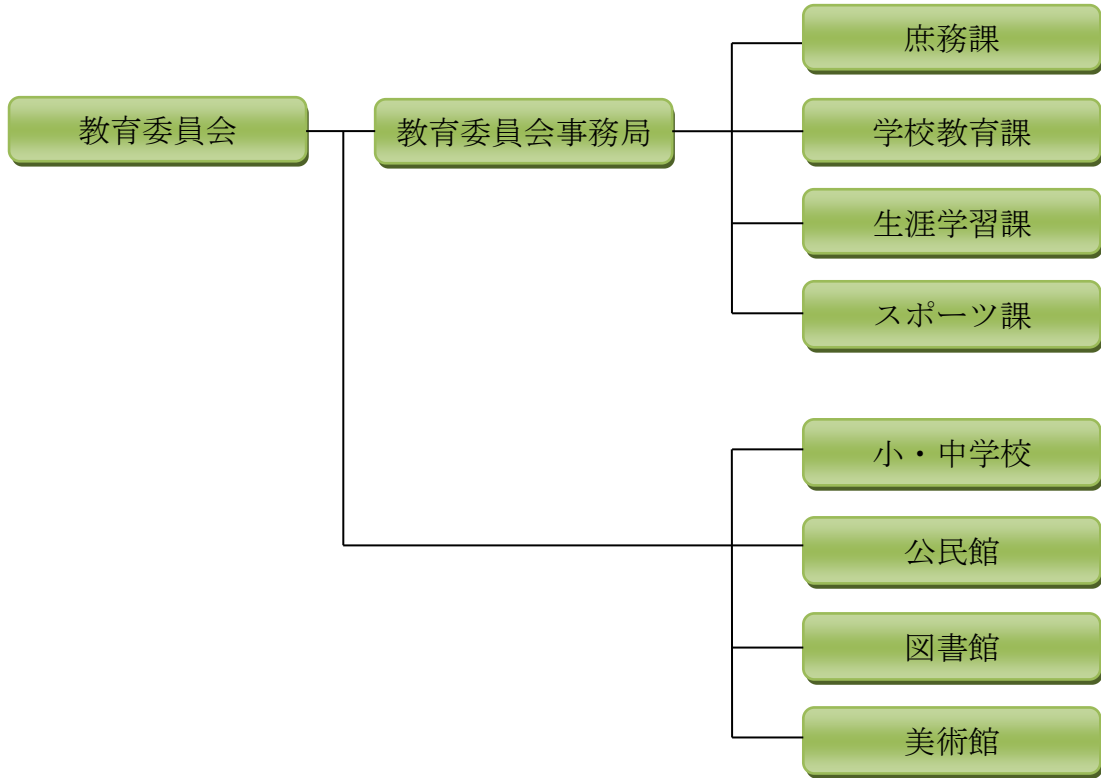 教育委員会
教育委員会事務局
庶務課
学校教育課
生涯学習課
スポーツ課
小・中学校
公民館
図書館
美術館